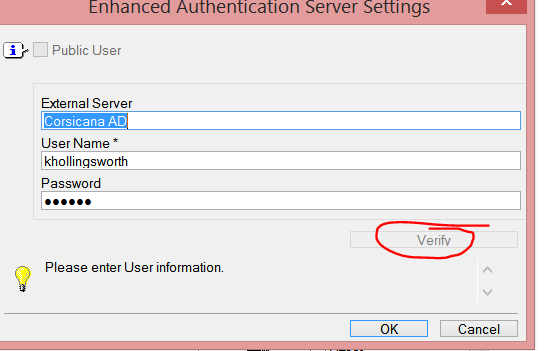 Enhanced Authentication Server Settings
Public User
External Server
Corsicana AD
User Name *
khollingsworth
Password
●●●●●●
Verify
Please enter User information.
OK Cancel